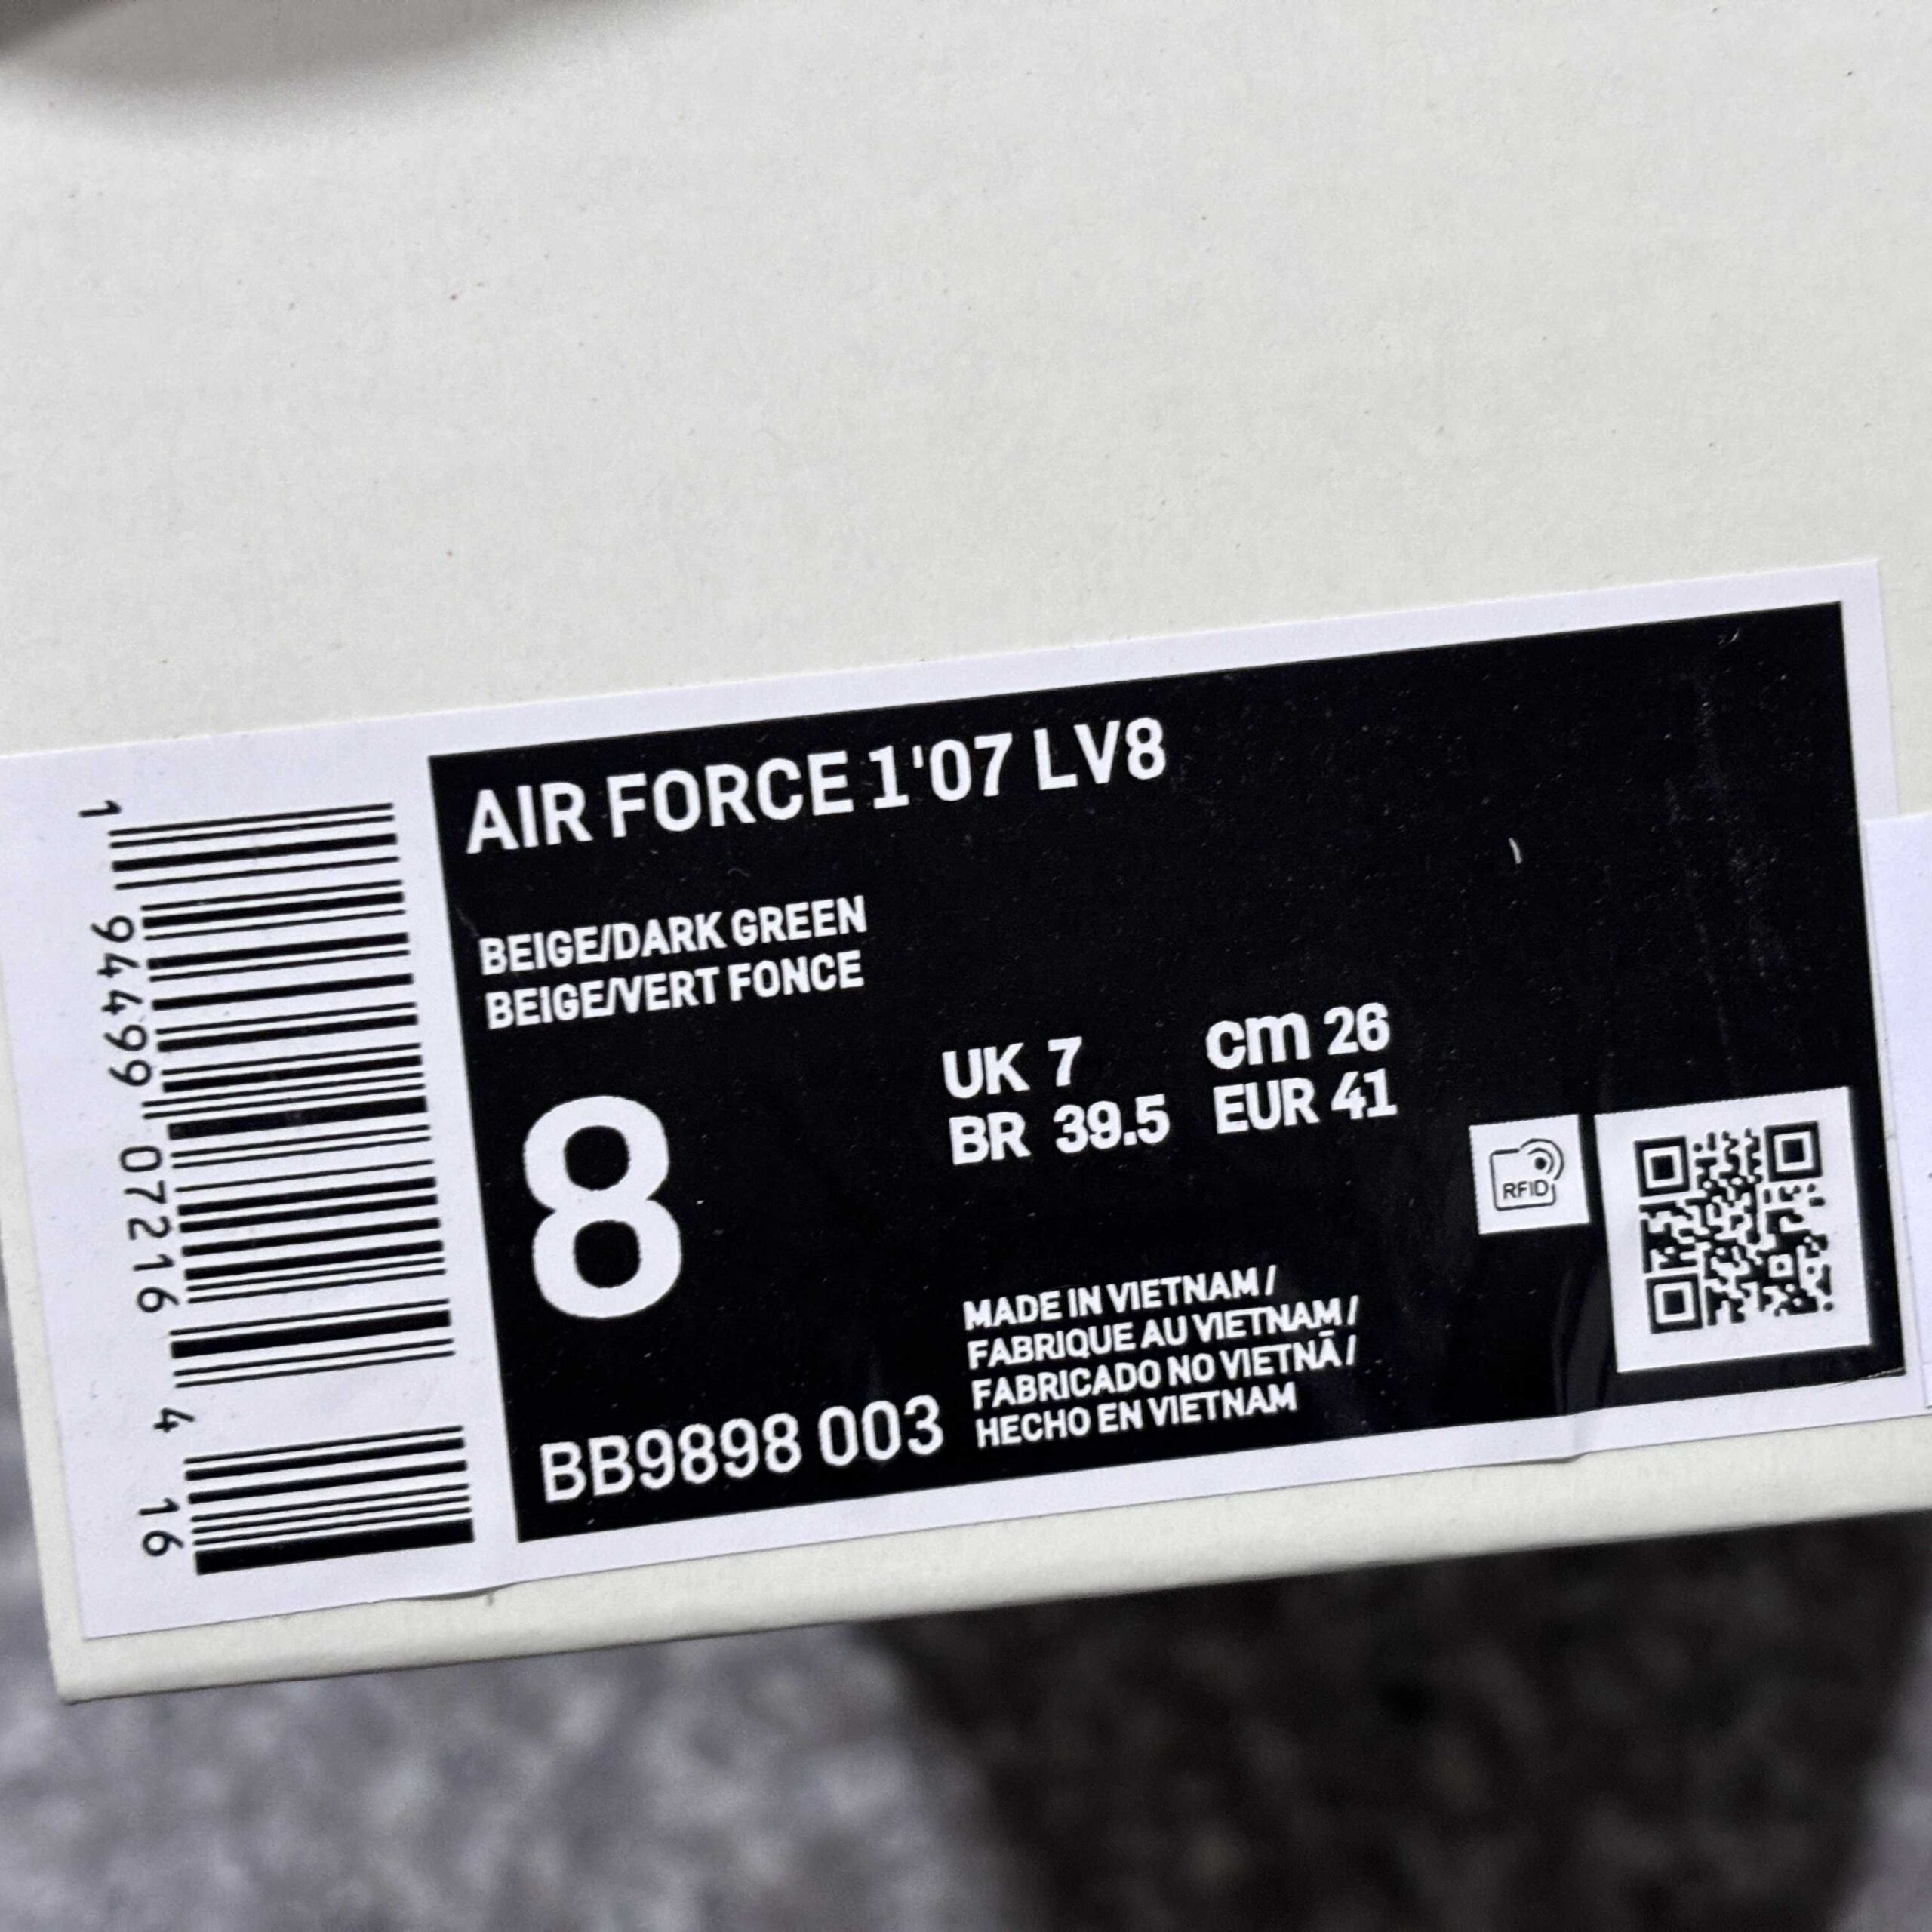 AIR FORCE 1'07 LV8
BEIGE/DARK GREEN
BEIGE/VERT FONCE
8
UK 7 cm 26
BR 39.5 EUR 41
RFID
MADE IN VIETNAM /
FABRIQUE AU VIETNAM /
FABRICADO NO VIETNÃ /
HECHO EN VIETNAM
BB9898 003
1 94499 07216 4 16